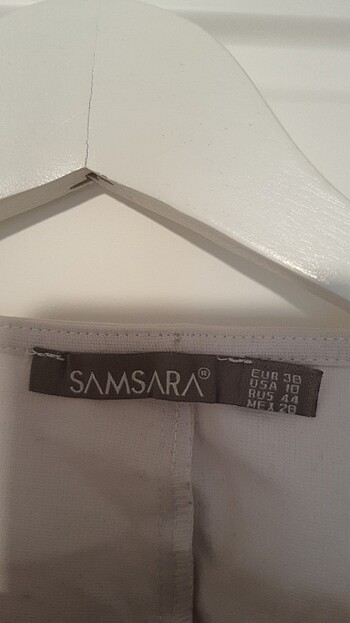 SAMSARA®
EUR 38
USA 10
RUS 44
MEX 28